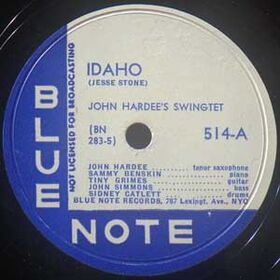 IDAHO
(JESSE STONE)
JOHN HARDEE'S SWINGTET
(BN
283-5)
514-A
JOHN HARDEE tenor saxophone
SAMMY BENSKIN piano
TINY GRIMES guitar
JOHN SIMMONS bass
SIDNEY CATLETT drums
BLUE NOTE RECORDS, 767 Lexingt. Ave., NYC
BLUE
NOT LICENSED FOR BROADCASTING
NOTE